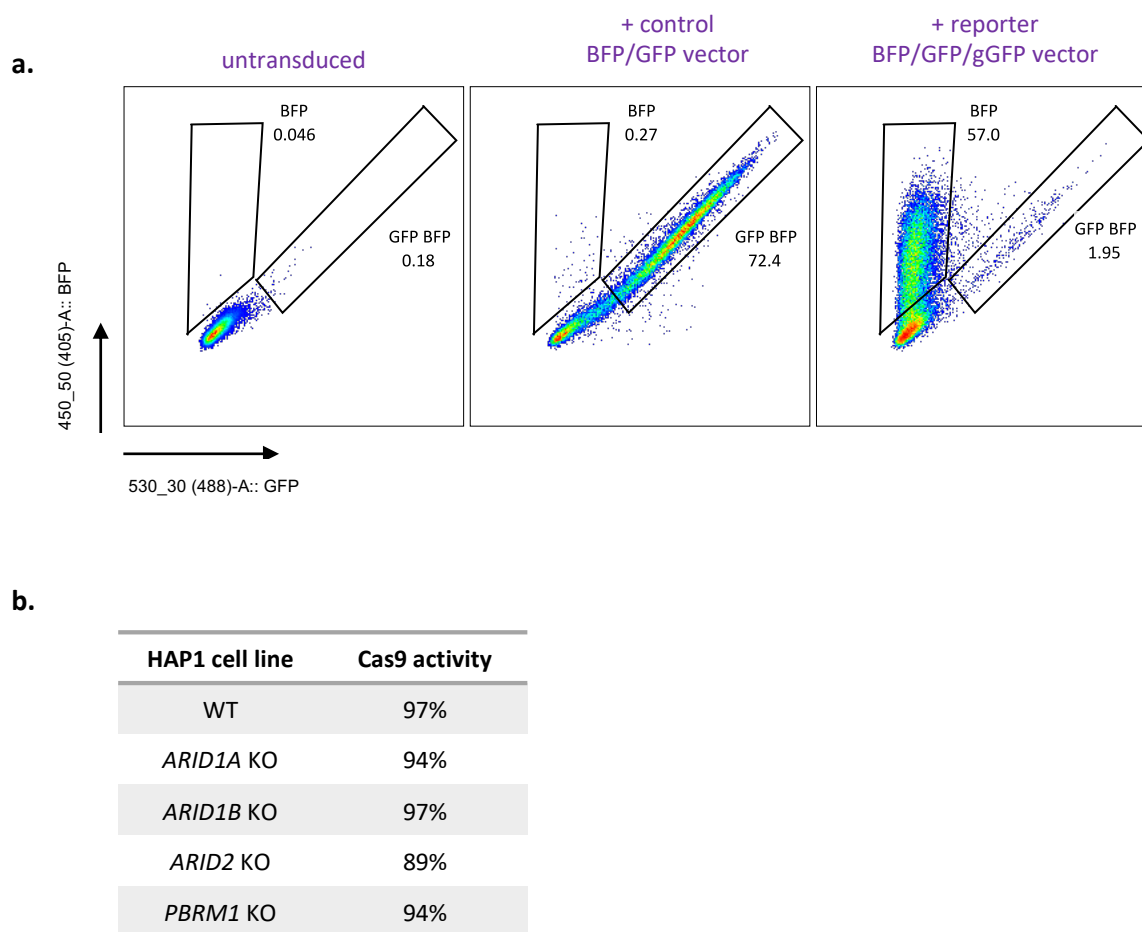 a.
untransduced
+ control
BFP/GFP vector
+ reporter
BFP/GFP/gGFP vector
BFP
0.046
GFP BFP
0.18
BFP
0.27
GFP BFP
72.4
BFP
57.0
GFP BFP
1.95
450_50 (405)-A:: BFP
530_30 (488)-A:: GFP
b.
HAP1 cell line Cas9 activity
WT 97%
ARID1A KO 94%
ARID1B KO 97%
ARID2 KO 89%
PBRM1 KO 94%